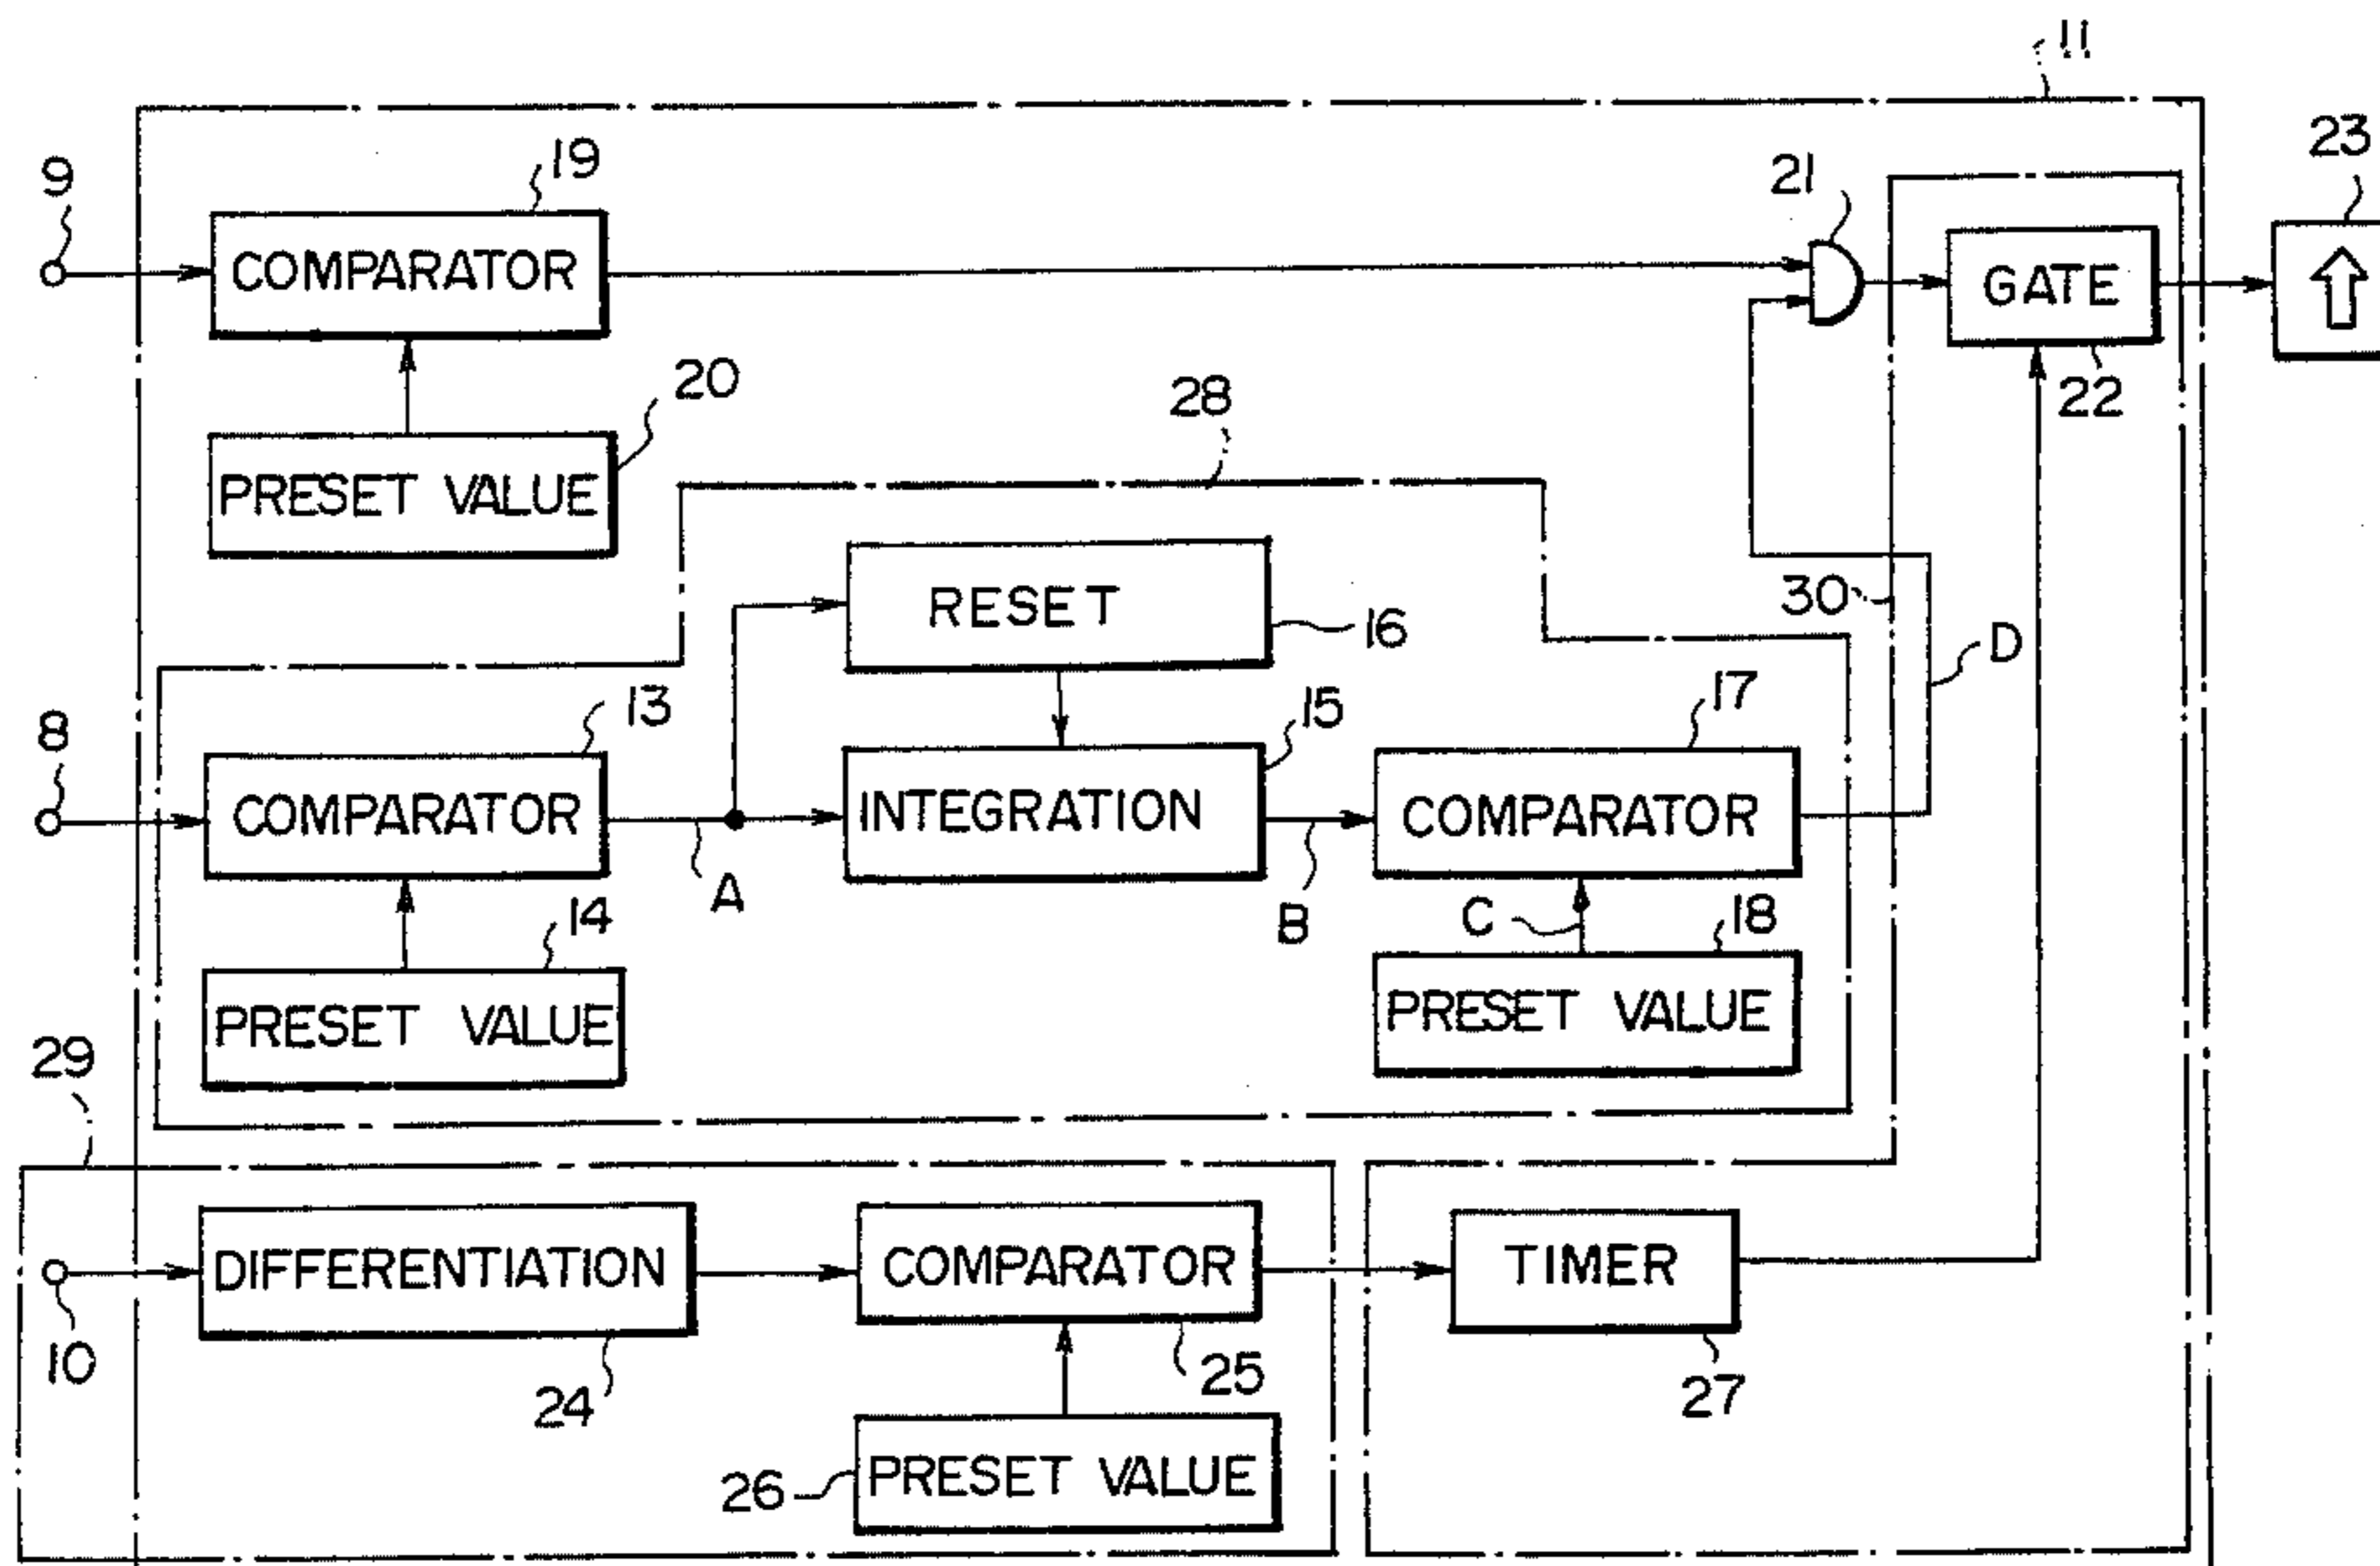 11
9
19
COMPARATOR
21
GATE
22
23
20
PRESET VALUE
28
RESET
16
30
D
8
13
COMPARATOR
A
15
INTEGRATION
B
17
COMPARATOR
C
18
PRESET VALUE
14
PRESET VALUE
29
10
DIFFERENTIATION
24
COMPARATOR
25
TIMER
27
26
PRESET VALUE